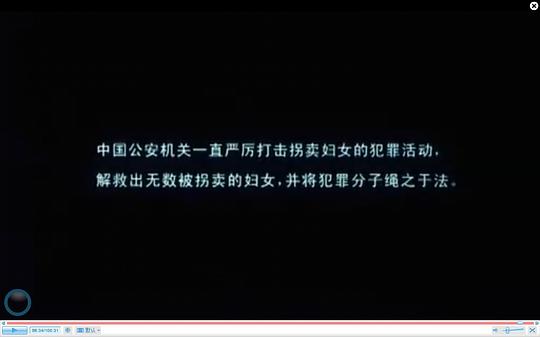 中国公安机关一直严厉打击拐卖妇女的犯罪活动,
解救出无数被拐卖的妇女,并将犯罪分子绳之于法。
默认